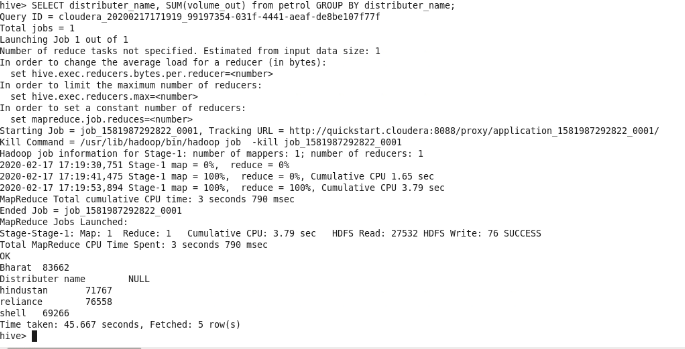 hive> SELECT distributer_name, SUM(volume_out) from petrol GROUP BY distributer_name;
Query ID = cloudera_20200217171919_99197354-031f-4441-aeaf-de8be107f77f
Total jobs = 1
Launching Job 1 out of 1
Number of reduce tasks not specified. Estimated from input data size: 1
In order to change the average load for a reducer (in bytes):
  set hive.exec.reducers.bytes.per.reducer=<number>
In order to limit the maximum number of reducers:
  set hive.exec.reducers.max=<number>
In order to set a constant number of reducers:
  set mapreduce.job.reduces=<number>
Starting Job = job_1581987292822_0001, Tracking URL = http://quickstart.cloudera:8088/proxy/application_1581987292822_0001/
Kill Command = /usr/lib/hadoop/bin/hadoop job  -kill job_1581987292822_0001
Hadoop job information for Stage-1: number of mappers: 1; number of reducers: 1
2020-02-17 17:19:30,751 Stage-1 map = 0%,  reduce = 0%
2020-02-17 17:19:41,475 Stage-1 map = 100%,  reduce = 0%, Cumulative CPU 1.65 sec
2020-02-17 17:19:53,894 Stage-1 map = 100%,  reduce = 100%, Cumulative CPU 3.79 sec
MapReduce Total cumulative CPU time: 3 seconds 790 msec
Ended Job = job_1581987292822_0001
MapReduce Jobs Launched:
Stage-Stage-1: Map: 1  Reduce: 1   Cumulative CPU: 3.79 sec   HDFS Read: 27532 HDFS Write: 76 SUCCESS
Total MapReduce CPU Time Spent: 3 seconds 790 msec
OK
Bharat  83662
Distributer name        NULL
hindustan       71767
reliance        76558
shell   69266
Time taken: 45.667 seconds, Fetched: 5 row(s)
hive>